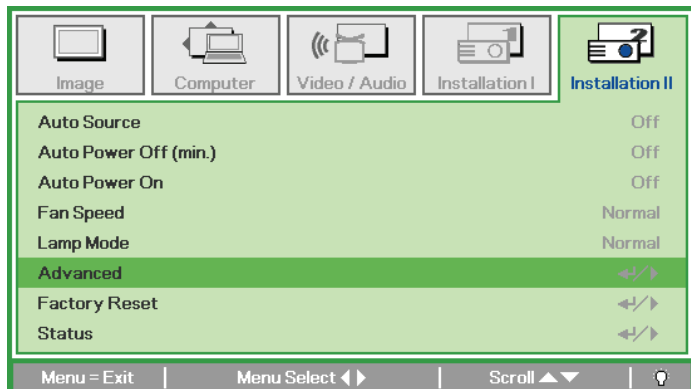 Image Computer Video / Audio Installation I Installation II
Auto Source Off
Auto Power Off (min.) Off
Auto Power On Off
Fan Speed Normal
Lamp Mode Normal
Advanced
Factory Reset
Status
Menu = Exit Menu Select Scroll